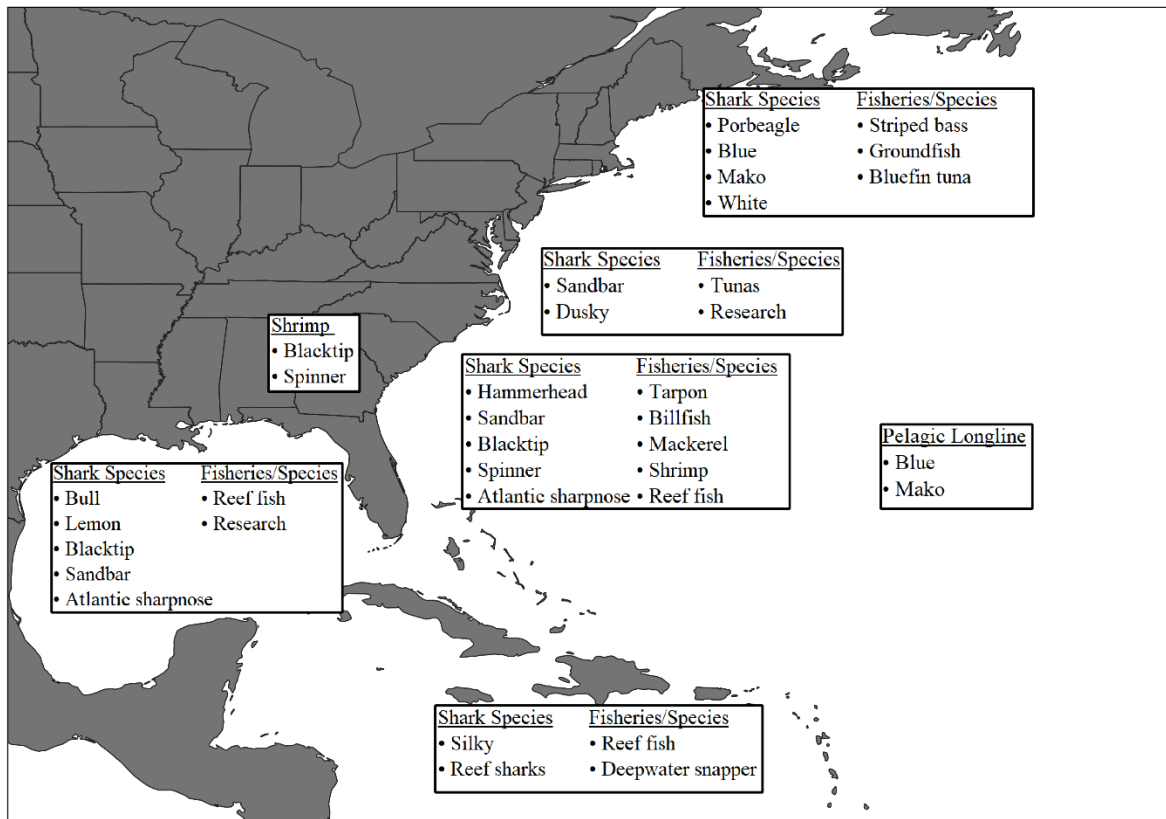 Shark Species Fisheries/Species
• Porbeagle • Striped bass
• Blue • Groundfish
• Mako • Bluefin tuna
• White
Shark Species Fisheries/Species
• Sandbar • Tunas
• Dusky • Research
Shrimp
• Blacktip
• Spinner
Shark Species Fisheries/Species
• Hammerhead • Tarpon
• Sandbar • Billfish
• Blacktip • Mackerel
• Spinner • Shrimp
• Atlantic sharpnose • Reef fish
Pelagic Longline
• Blue
• Mako
Shark Species Fisheries/Species
• Bull • Reef fish
• Lemon • Research
• Blacktip
• Sandbar
• Atlantic sharpnose
Shark Species Fisheries/Species
• Silky • Reef fish
• Reef sharks • Deepwater snapper